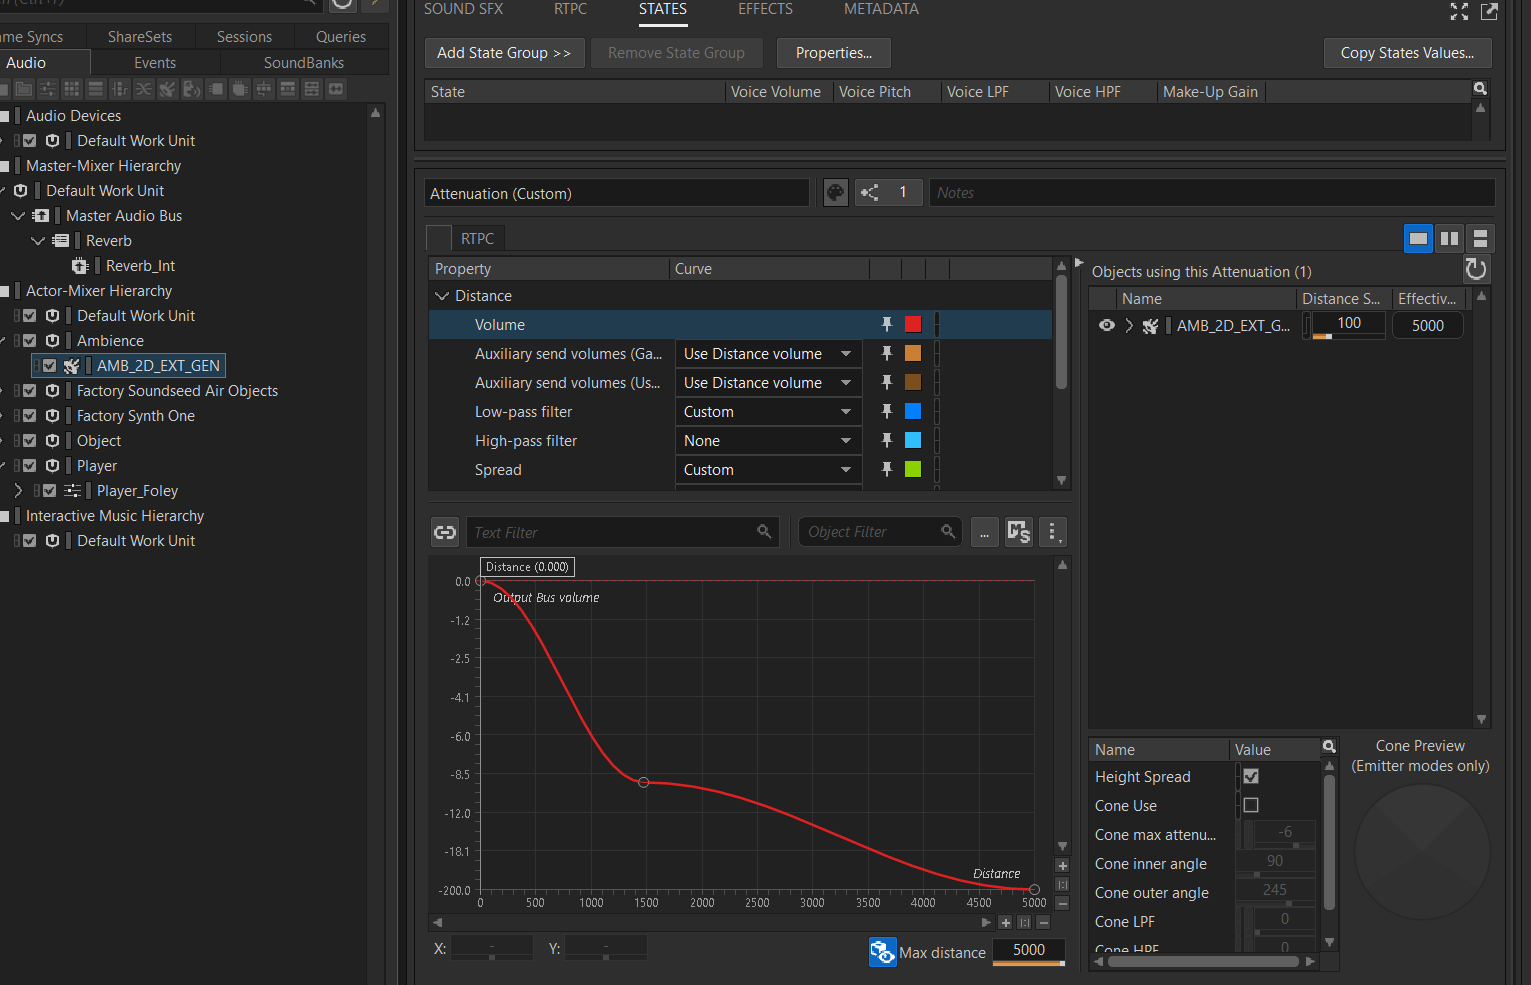 SOUND SFX RTPC STATES EFFECTS METADATA
me Syncs ShareSets Sessions Queries
Audio Events SoundBanks
Add State Group >> Remove State Group Properties... Copy States Values...
State Voice Volume Voice Pitch Voice LPF Voice HPF Make-Up Gain
Audio Devices
Default Work Unit
Master-Mixer Hierarchy
Default Work Unit
Master Audio Bus
Reverb
Reverb_Int
Actor-Mixer Hierarchy
Default Work Unit
Ambience
AMB_2D_EXT_GEN
Factory Soundseed Air Objects
Factory Synth One
Object
Player
Player_Foley
Interactive Music Hierarchy
Default Work Unit
Attenuation (Custom) 1 Notes
RTPC
Property Curve
Distance
Volume
Auxiliary send volumes (Ga... Use Distance volume
Auxiliary send volumes (Us... Use Distance volume
Low-pass filter Custom
High-pass filter None
Spread Custom
Objects using this Attenuation (1)
Name Distance S... Effectiv...
AMB_2D_EXT_G... 100 5000
Text Filter Object Filter ... MS
Distance (0.000)
Output Bus volume
0.0
-1.2
-2.5
-4.1
-6.0
-8.5
-12.0
-18.1
-200.0
Distance
0 500 1000 1500 2000 2500 3000 3500 4000 4500 5000
X: - Y: - Max distance 5000
Name Value
Height Spread
Cone Use
Cone max attenu... -6
Cone inner angle 90
Cone outer angle 245
Cone LPF 0
Cone HPF 0
Cone Preview
(Emitter modes only)